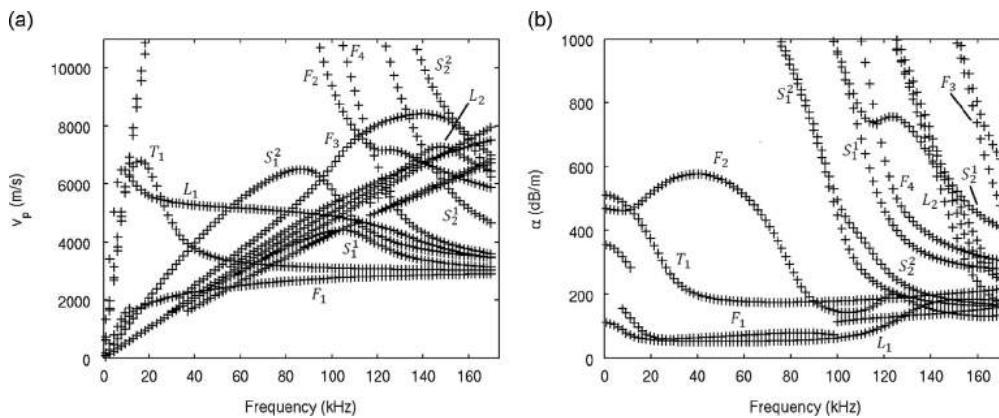 (a)
(b)
10000
8000
6000
4000
2000
0
v_p (m/s)
0 20 40 60 80 100 120 140 160
Frequency (kHz)
T_1
L_1
S_1^2
F_3
F_2
F_4
S_2^2
L_2
S_2^1
S_1^1
F_1
1000
800
600
400
200
0
α (dB/m)
0 20 40 60 80 100 120 140 160
Frequency (kHz)
S_1^2
F_2
S_1^1
F_4
L_2
F_3
S_2^1
T_1
S_2^2
F_1
L_1